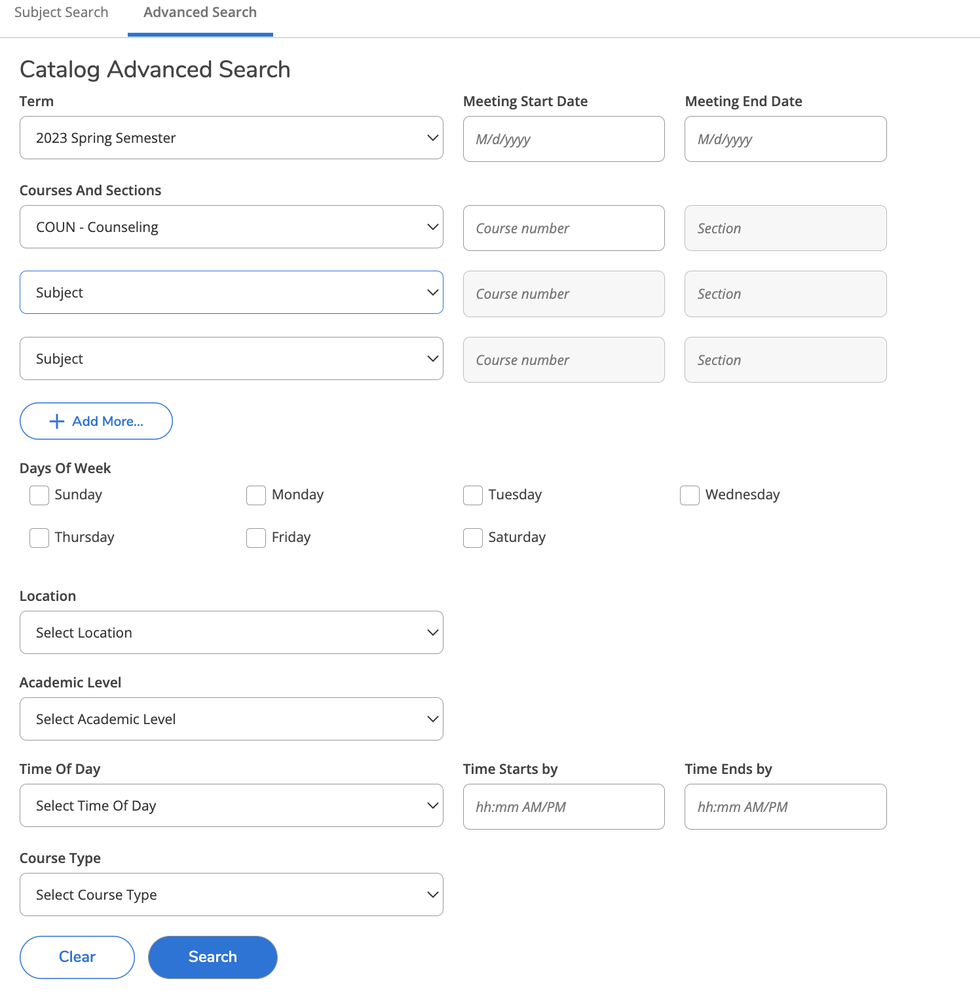 Subject Search Advanced Search
Catalog Advanced Search
Term Meeting Start Date Meeting End Date
2023 Spring Semester M/d/yyyy M/d/yyyy
Courses And Sections
COUN - Counseling Course number Section
Subject Course number Section
Subject Course number Section
Add More...
Days Of Week
Sunday Monday Tuesday Wednesday
Thursday Friday Saturday
Location
Select Location
Academic Level
Select Academic Level
Time Of Day Time Starts by Time Ends by
Select Time Of Day hh:mm AM/PM hh:mm AM/PM
Course Type
Select Course Type
Clear Search